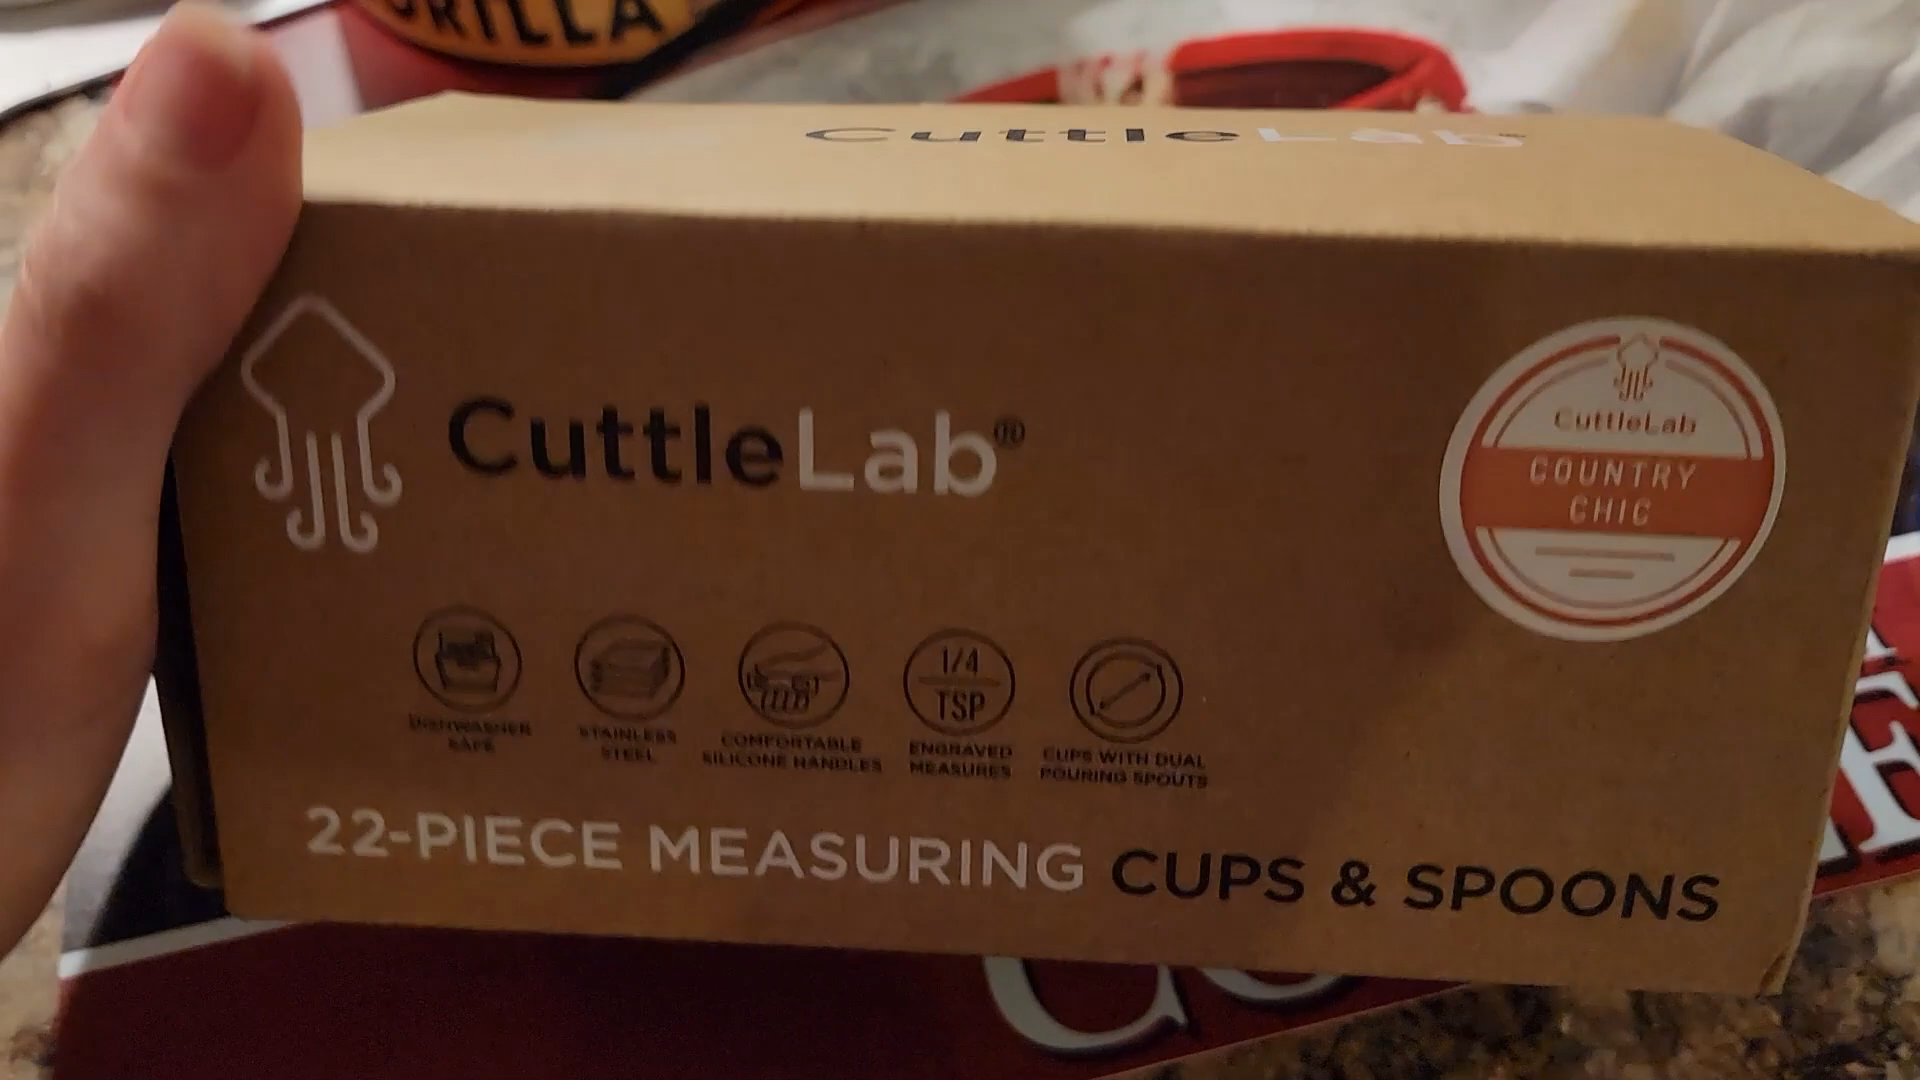 RILLA
CuttleLab
CuttleLab®
CuttleLab
COUNTRY
CHIC
1/4
TSP
DISHWASHER
SAFE
STAINLESS
STEEL
COMFORTABLE
SILICONE HANDLES
ENGRAVED
MEASURES
CUPS WITH DUAL
POURING SPOUTS
22-PIECE MEASURING CUPS & SPOONS